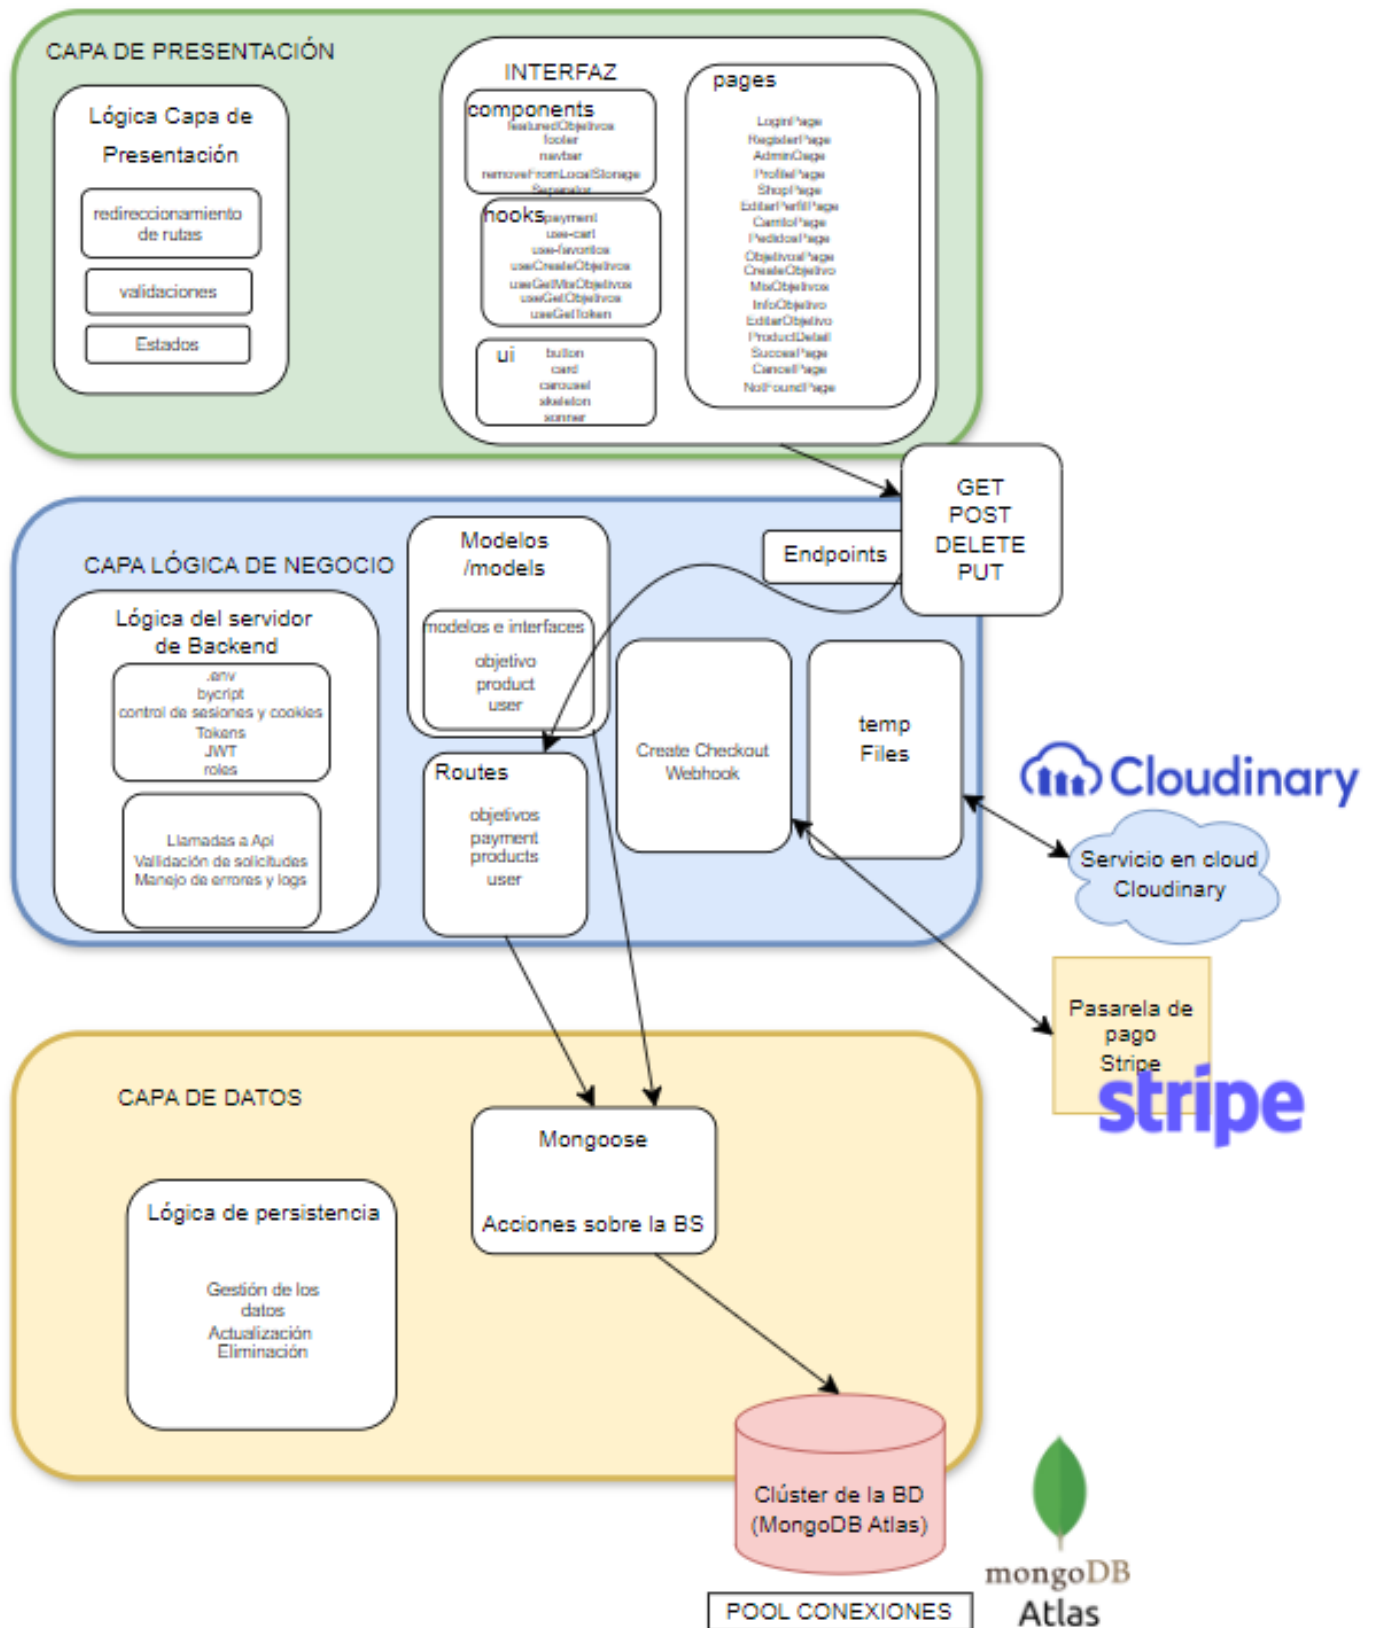 CAPA DE PRESENTACIÓN
Lógica Capa de
Presentación
redireccionamiento
de rutas
validaciones
Estados
INTERFAZ
components
featuredObjetivos
footer
navbar
removeFromLocalStorage
Separator
hooks
payment
use-cart
use-favoritos
useCreateObjetivos
useGetMisObjetivos
useGetObjetivos
useGetToken
ui
button
card
carousel
skeleton
sonner
pages
LoginPage
RegisterPage
AdminOage
ProfilePage
ShopPage
EditarPerfilPage
CarritoPage
PedidosPage
ObjetivosPage
CreateObjetivo
MisObjetivos
InfoObjetivo
EditarObjetivo
ProductDetail
SuccesPage
CancelPage
NotFoundPage
GET
POST
DELETE
PUT
Endpoints
CAPA LÓGICA DE NEGOCIO
Lógica del servidor
de Backend
.env
bycript
control de sesiones y cookies
Tokens
JWT
roles
Llamadas a Api
Vallidación de solicitudes
Manejo de errores y logs
Modelos
/models
modelos e interfaces
objetivo
product
user
Routes
objetivos
payment
products
user
Create Checkout
Webhook
temp
Files
Cloudinary
Servicio en cloud
Cloudinary
Pasarela de
pago
Stripe
stripe
CAPA DE DATOS
Lógica de persistencia
Gestión de los
datos
Actualización
Eliminación
Mongoose
Acciones sobre la BS
Clúster de la BD
(MongoDB Atlas)
mongoDB
Atlas
POOL CONEXIONES